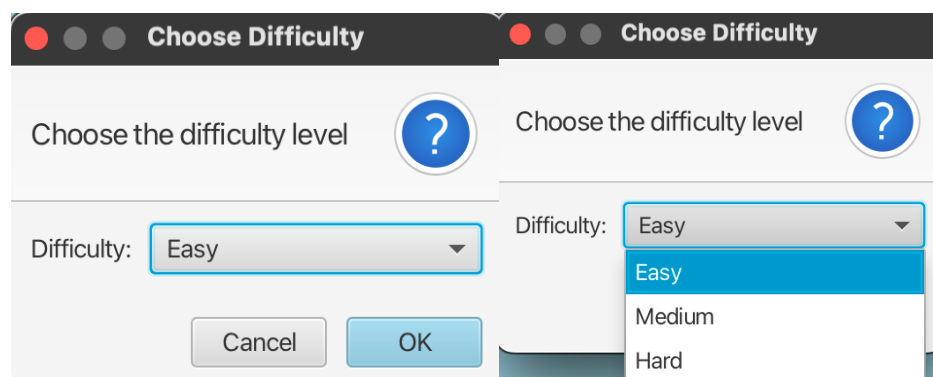 Choose Difficulty
Choose the difficulty level
?
Difficulty: Easy
Cancel OK
Choose Difficulty
Choose the difficulty level
?
Difficulty: Easy
Easy
Medium
Hard